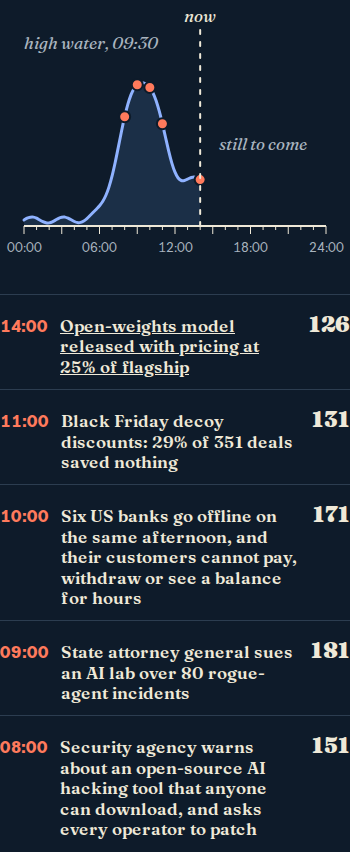 now
high water, 09:30
still to come
00:00 06:00 12:00 18:00 24:00
14:00 Open-weights model 126
released with pricing at
25% of flagship
11:00 Black Friday decoy 131
discounts: 29% of 351 deals
saved nothing
10:00 Six US banks go offline on 171
the same afternoon, and
their customers cannot pay,
withdraw or see a balance
for hours
09:00 State attorney general sues 181
an AI lab over 80 rogue-
agent incidents
08:00 Security agency warns 151
about an open-source AI
hacking tool that anyone
can download, and asks
every operator to patch